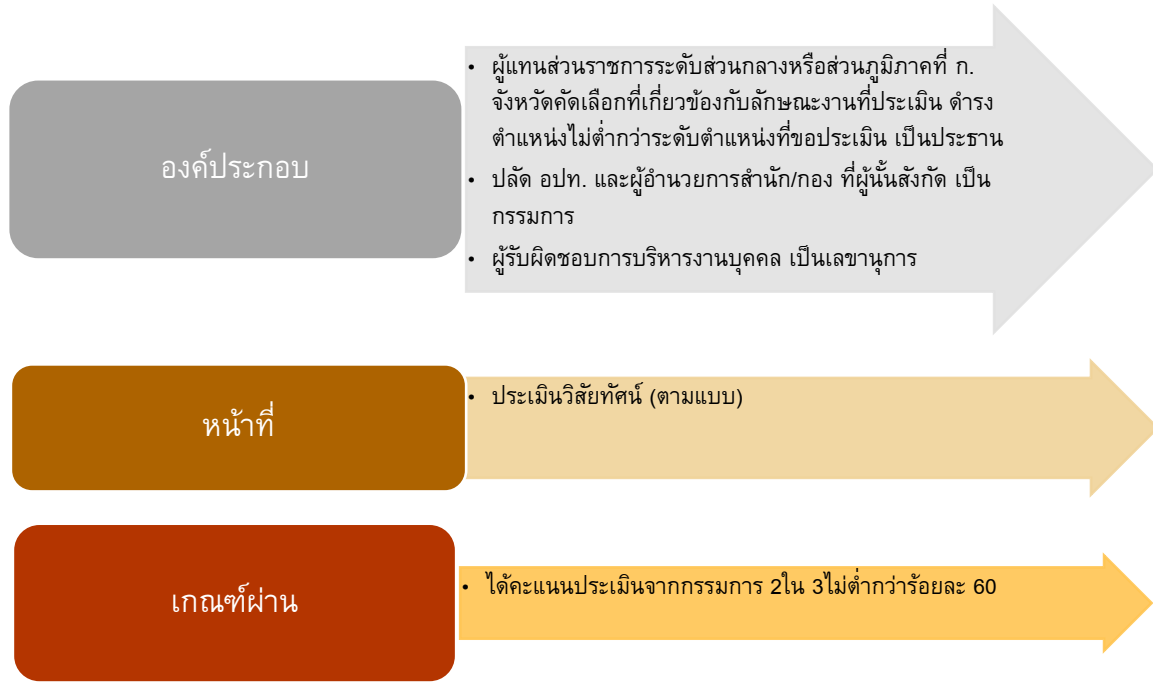 องค์ประกอบ
• ผู้แทนส่วนราชการระดับส่วนกลางหรือส่วนภูมิภาคที่ ก.
จังหวัดคัดเลือกที่เกี่ยวข้องกับลักษณะงานที่ประเมิน ดำรง
ตำแหน่งไม่ต่ำกว่าระดับตำแหน่งที่ขอประเมิน เป็นประธาน
• ปลัด อปท. และผู้อำนวยการสำนัก/กอง ที่ผู้นั้นสังกัด เป็น
กรรมการ
• ผู้รับผิดชอบการบริหารงานบุคคล เป็นเลขานุการ
หน้าที่
• ประเมินวิสัยทัศน์ (ตามแบบ)
เกณฑ์ผ่าน
• ได้คะแนนประเมินจากกรรมการ 2ใน 3ไม่ต่ำกว่าร้อยละ 60